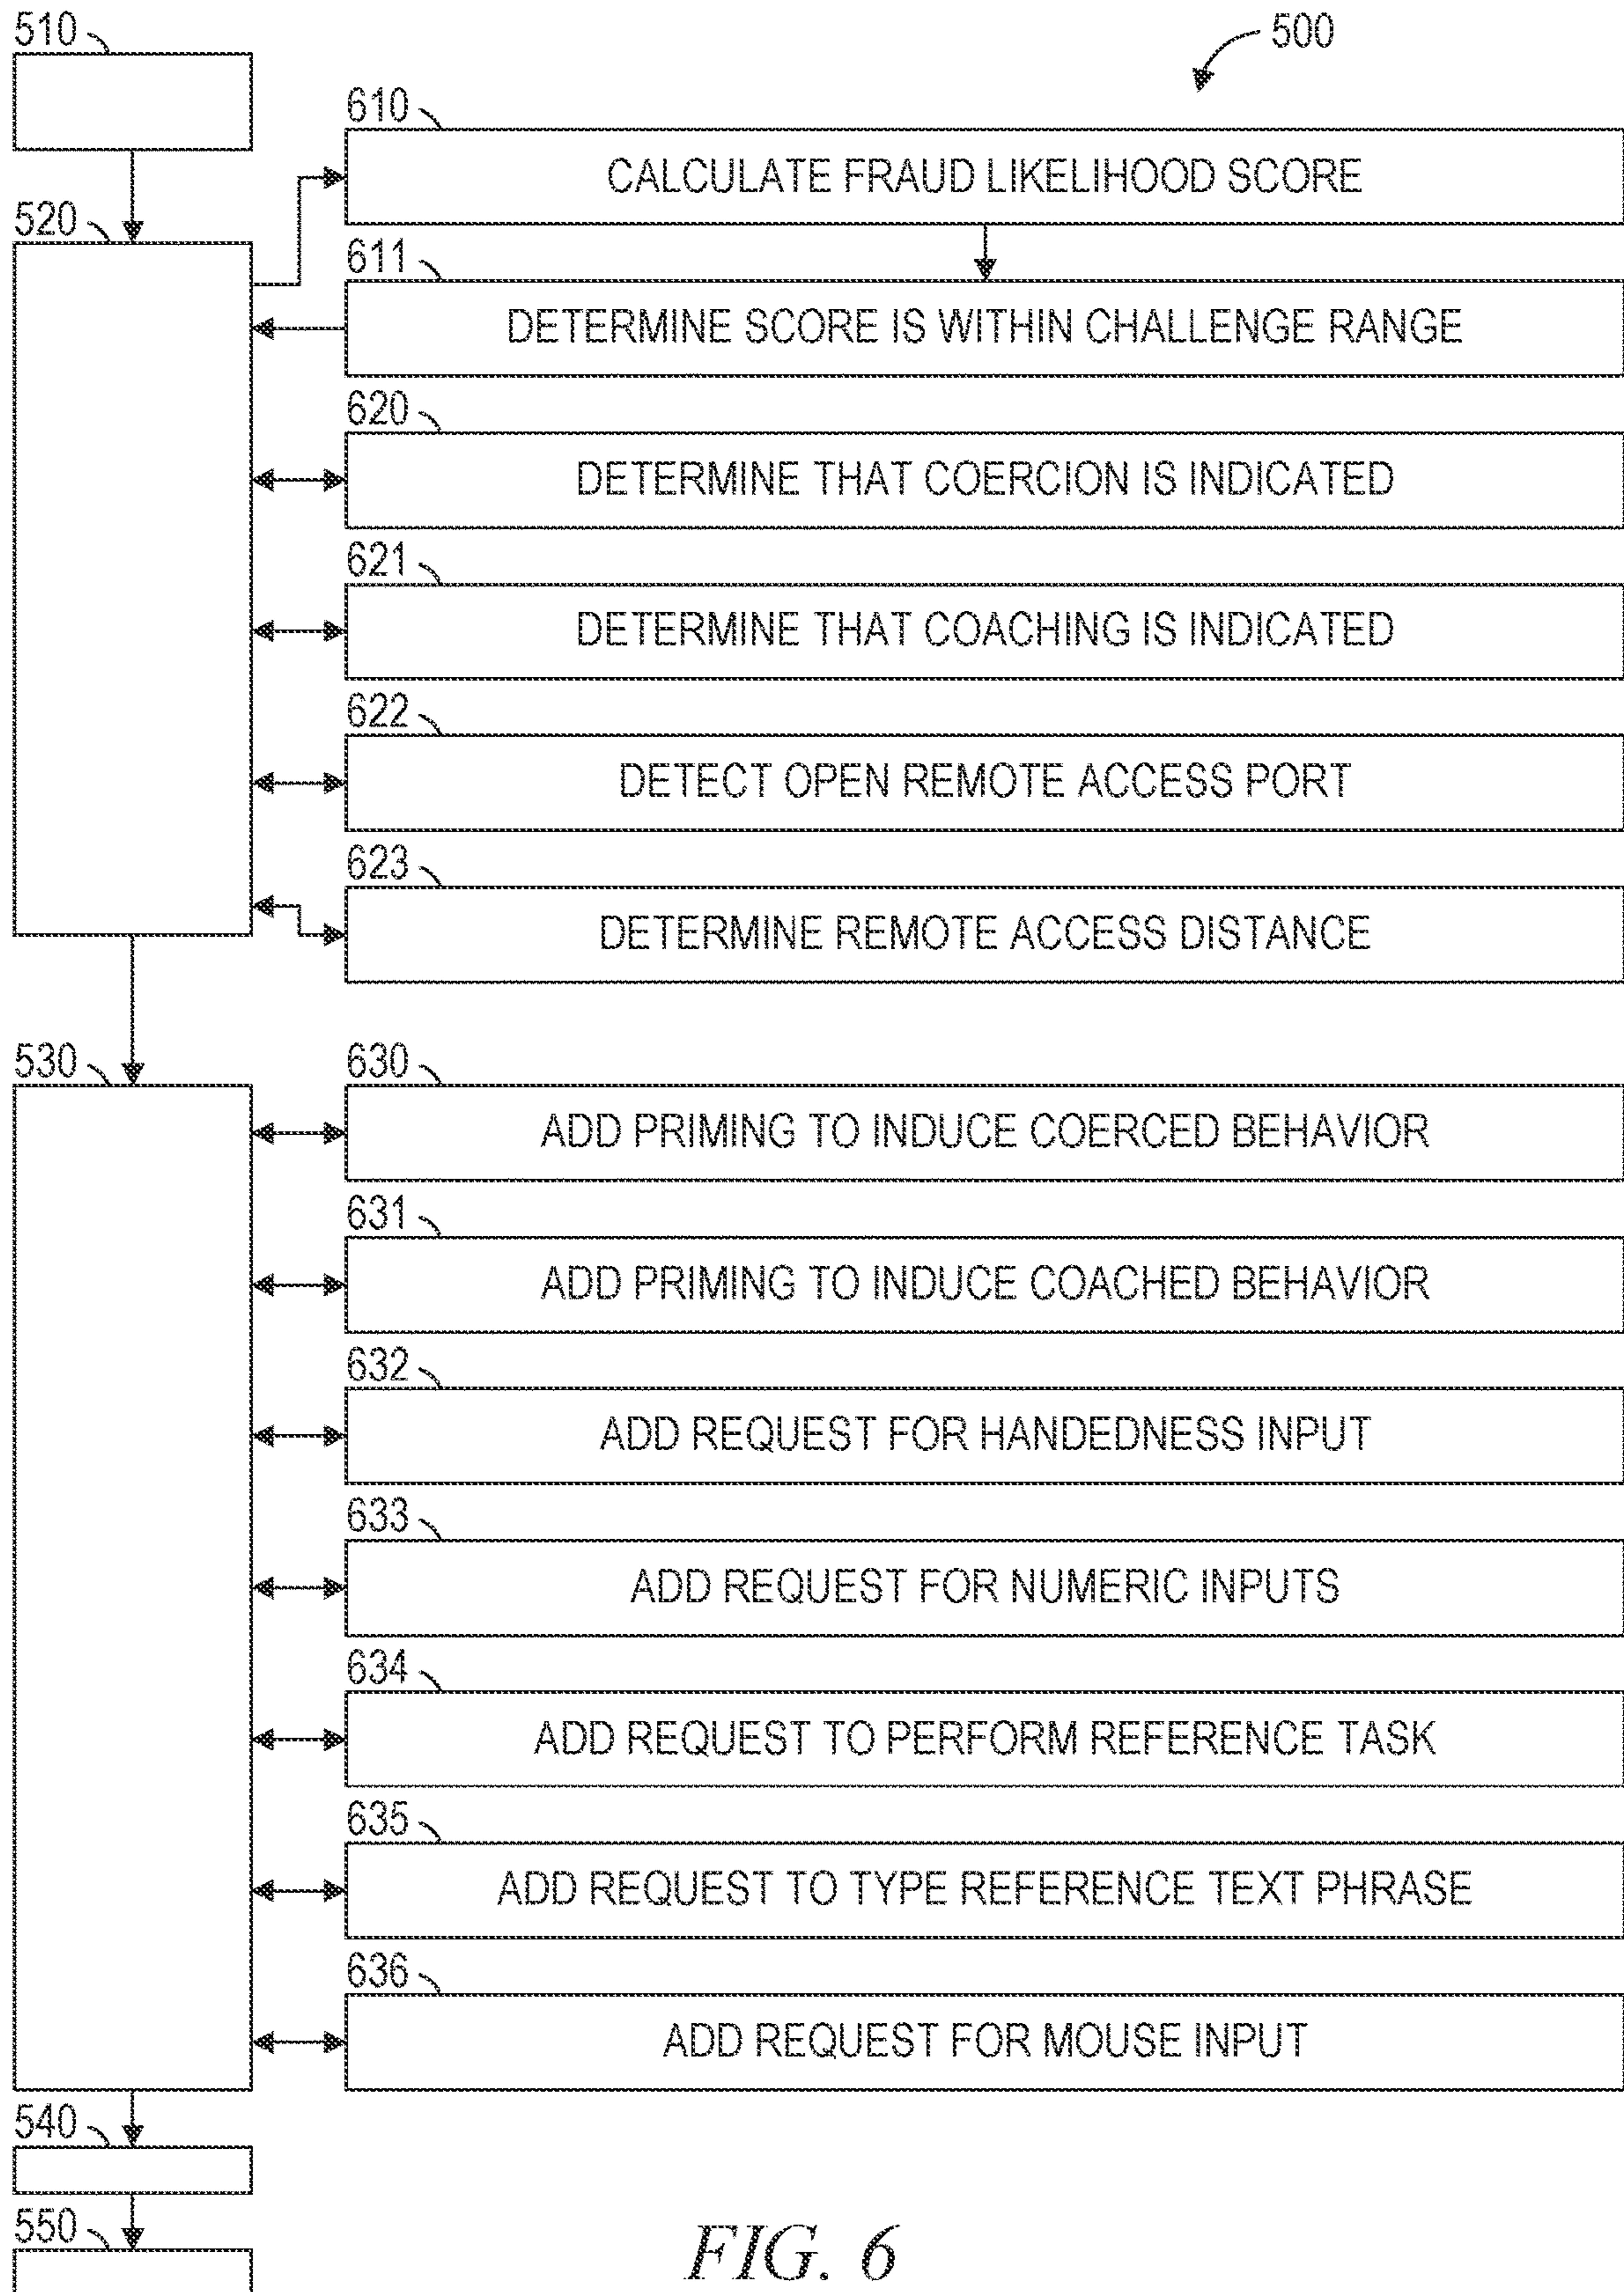 510
500
610
CALCULATE FRAUD LIKELIHOOD SCORE
520
611
DETERMINE SCORE IS WITHIN CHALLENGE RANGE
620
DETERMINE THAT COERCION IS INDICATED
621
DETERMINE THAT COACHING IS INDICATED
622
DETECT OPEN REMOTE ACCESS PORT
623
DETERMINE REMOTE ACCESS DISTANCE
530
630
ADD PRIMING TO INDUCE COERCED BEHAVIOR
631
ADD PRIMING TO INDUCE COACHED BEHAVIOR
632
ADD REQUEST FOR HANDEDNESS INPUT
633
ADD REQUEST FOR NUMERIC INPUTS
634
ADD REQUEST TO PERFORM REFERENCE TASK
635
ADD REQUEST TO TYPE REFERENCE TEXT PHRASE
636
ADD REQUEST FOR MOUSE INPUT
540
550
FIG. 6